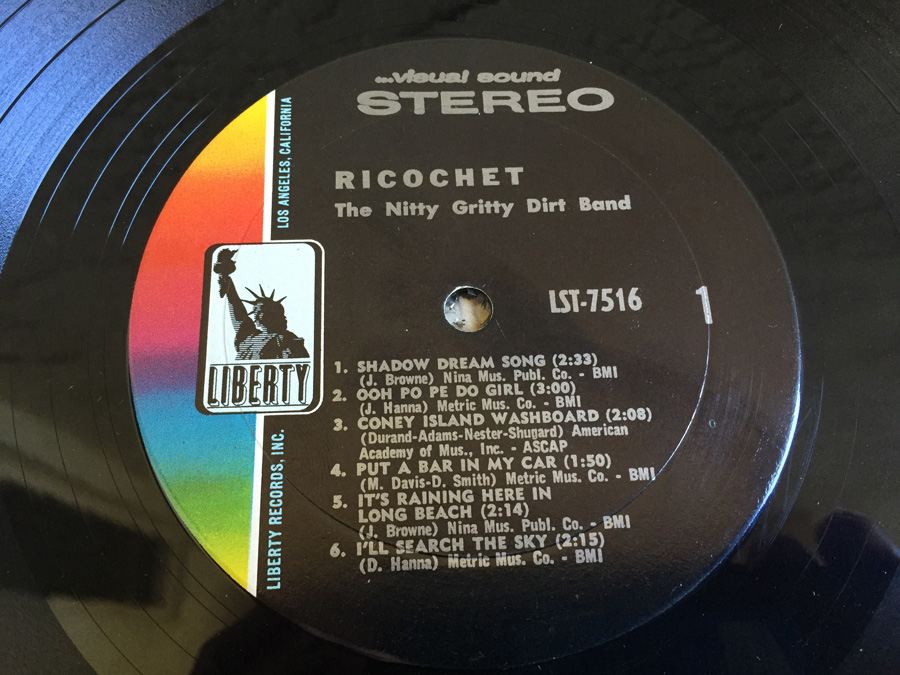 ...visual sound
STEREO
RICOCHET
The Nitty Gritty Dirt Band
LST-7516 1
1. SHADOW DREAM SONG (2:33)
(J. Browne) Nina Mus. Publ. Co. - BMI
2. OOH PO PE DO GIRL (3:00)
(J. Hanna) Metric Mus. Co. - BMI
3. CONEY ISLAND WASHBOARD (2:08)
(Durand-Adams-Nester-Shugard) American
Academy of Mus., Inc. - ASCAP
4. PUT A BAR IN MY CAR (1:50)
(M. Davis-D. Smith) Metric Mus. Co. - BMI
5. IT'S RAINING HERE IN
LONG BEACH (2:14)
(J. Browne) Nina Mus. Publ. Co. - BMI
6. I'LL SEARCH THE SKY (2:15)
(D. Hanna) Metric Mus. Co. - BMI
LIBERTY
LIBERTY RECORDS, INC.
LOS ANGELES, CALIFORNIA